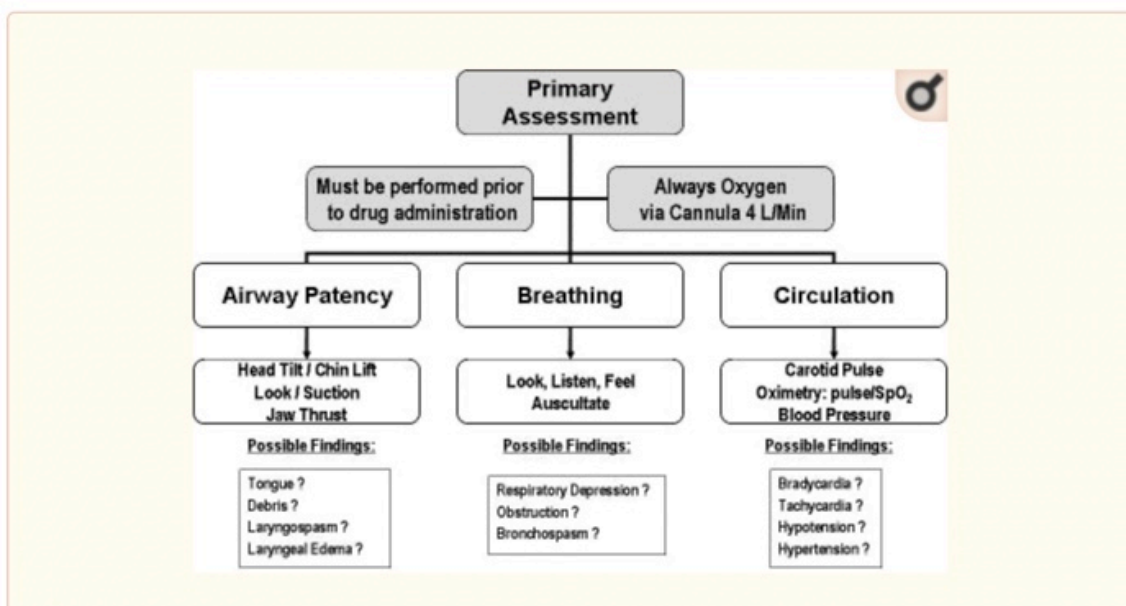 Primary
Assessment
Must be performed prior
to drug administration
Always Oxygen
via Cannula 4 L/Min
Airway Patency
Breathing
Circulation
Head Tilt / Chin Lift
Look / Suction
Jaw Thrust
Look, Listen, Feel
Auscultate
Carotid Pulse
Oximetry: pulse/SpO₂
Blood Pressure
Possible Findings:
Tongue ?
Debris ?
Laryngospasm ?
Laryngeal Edema ?
Possible Findings:
Respiratory Depression ?
Obstruction ?
Bronchospasm ?
Possible Findings:
Bradycardia ?
Tachycardia ?
Hypotension ?
Hypertension ?